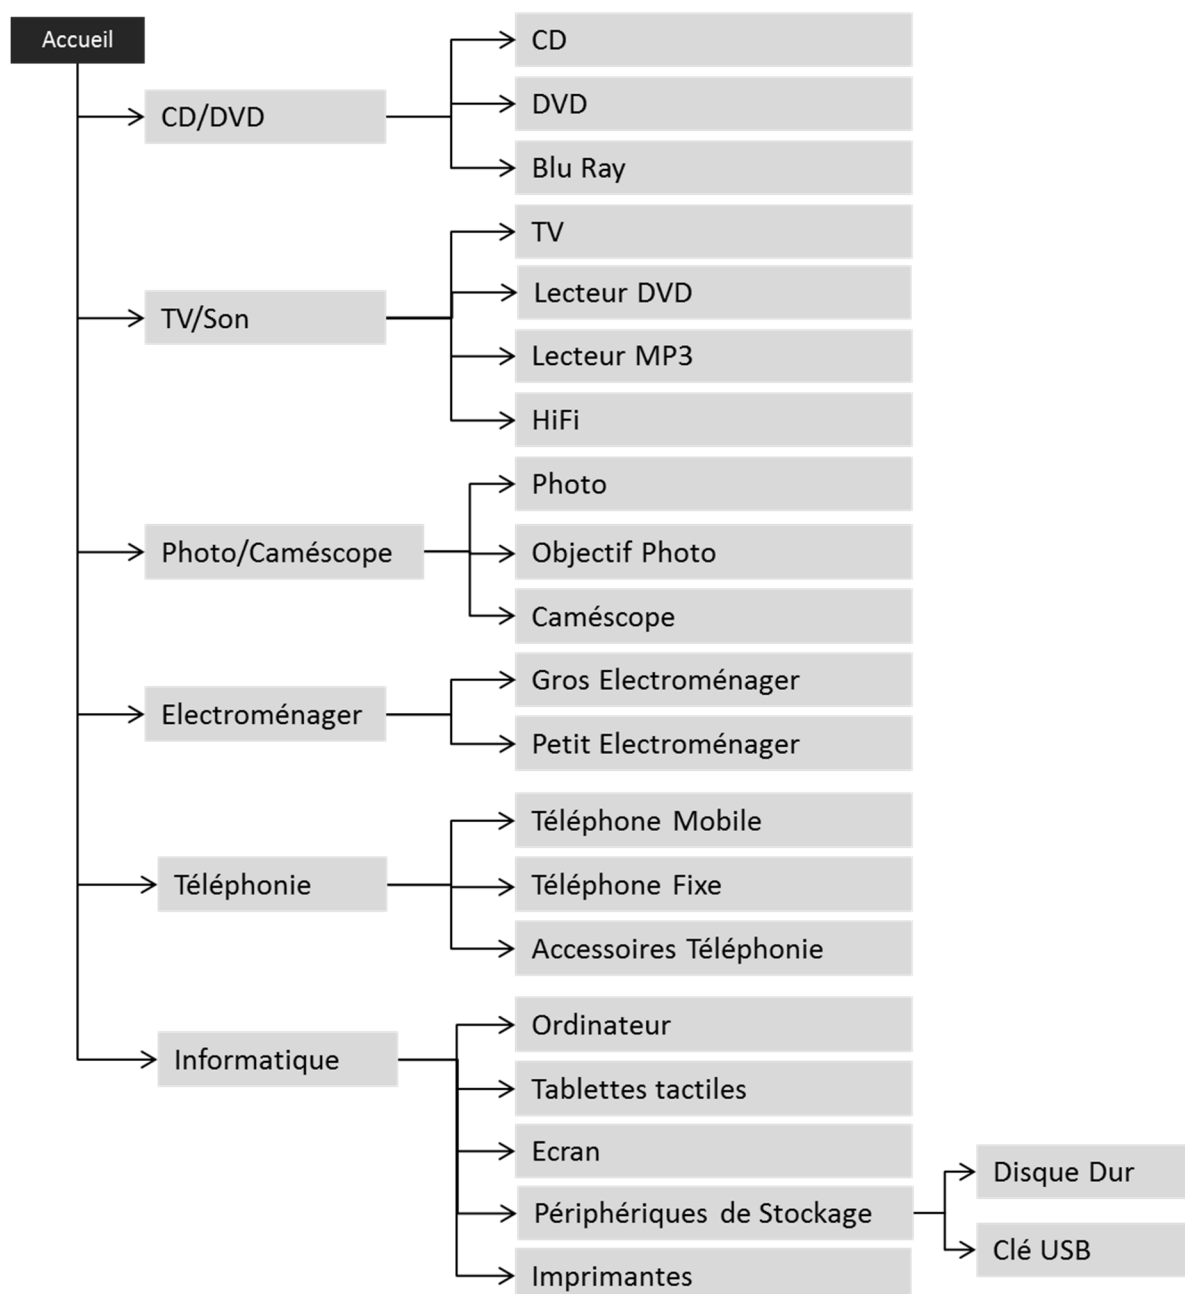 Accueil
CD/DVD
CD
DVD
Blu Ray
TV/Son
TV
Lecteur DVD
Lecteur MP3
HiFi
Photo/Caméscope
Photo
Objectif Photo
Caméscope
Electroménager
Gros Electroménager
Petit Electroménager
Téléphonie
Téléphone Mobile
Téléphone Fixe
Accessoires Téléphonie
Informatique
Ordinateur
Tablettes tactiles
Ecran
Périphériques de Stockage
Disque Dur
Clé USB
Imprimantes